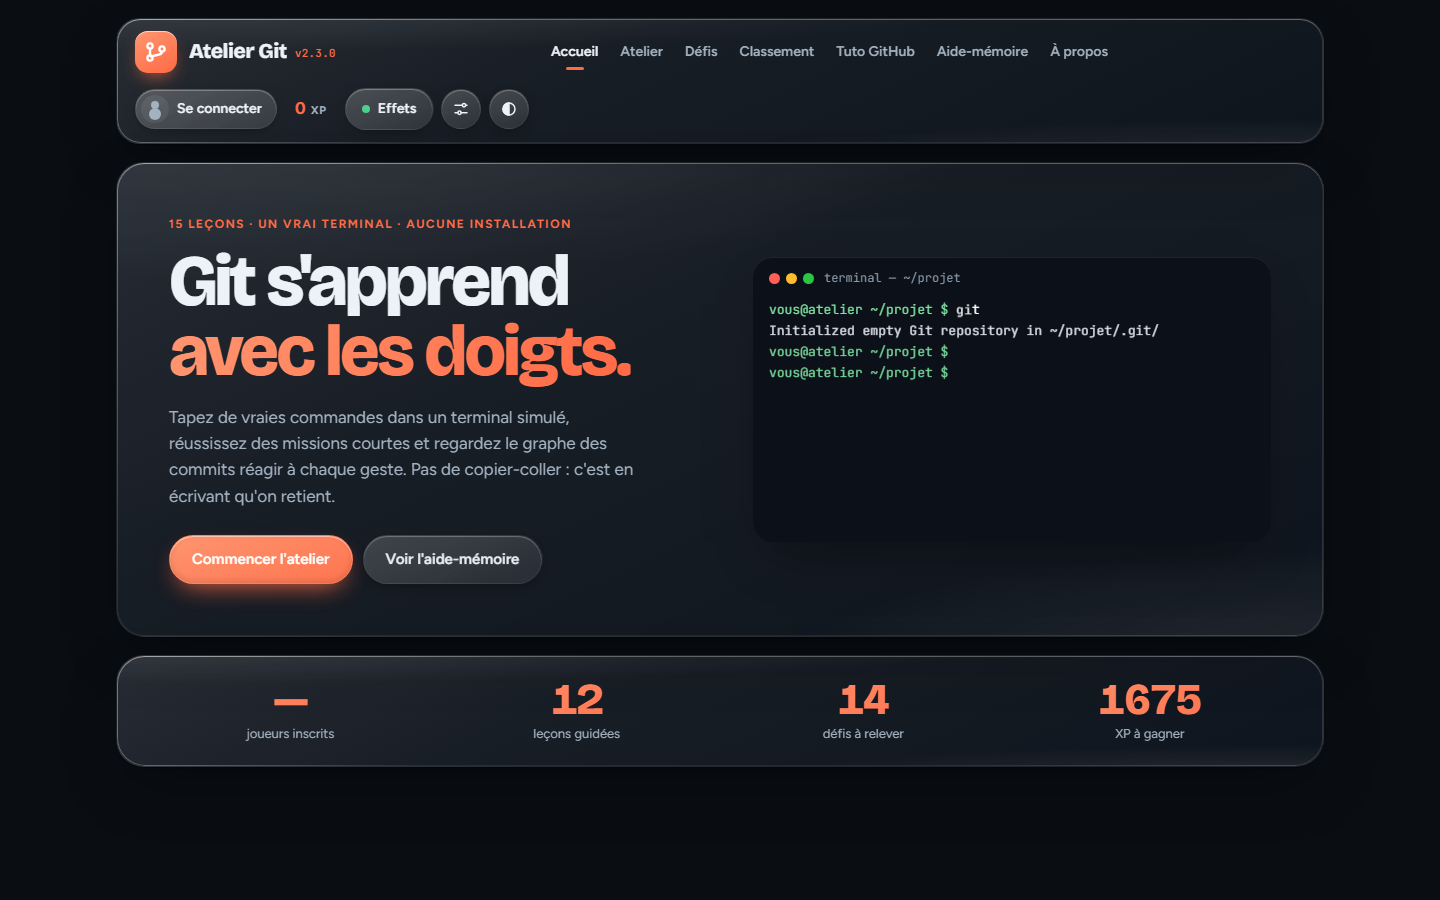 Atelier Git v2.3.0
Accueil Atelier Défis Classement Tuto GitHub Aide-mémoire À propos
Se connecter 0 XP Effets
15 LEÇONS · UN VRAI TERMINAL · AUCUNE INSTALLATION
Git s'apprend
avec les doigts.
Tapez de vraies commandes dans un terminal simulé,
réussissez des missions courtes et regardez le graphe des
commits réagir à chaque geste. Pas de copier-coller : c'est en
écrivant qu'on retient.
Commencer l'atelier Voir l'aide-mémoire
terminal — ~/projet
vous@atelier ~/projet $ git
Initialized empty Git repository in ~/projet/.git/
vous@atelier ~/projet $
vous@atelier ~/projet $
— 12 14 1675
joueurs inscrits leçons guidées défis à relever XP à gagner